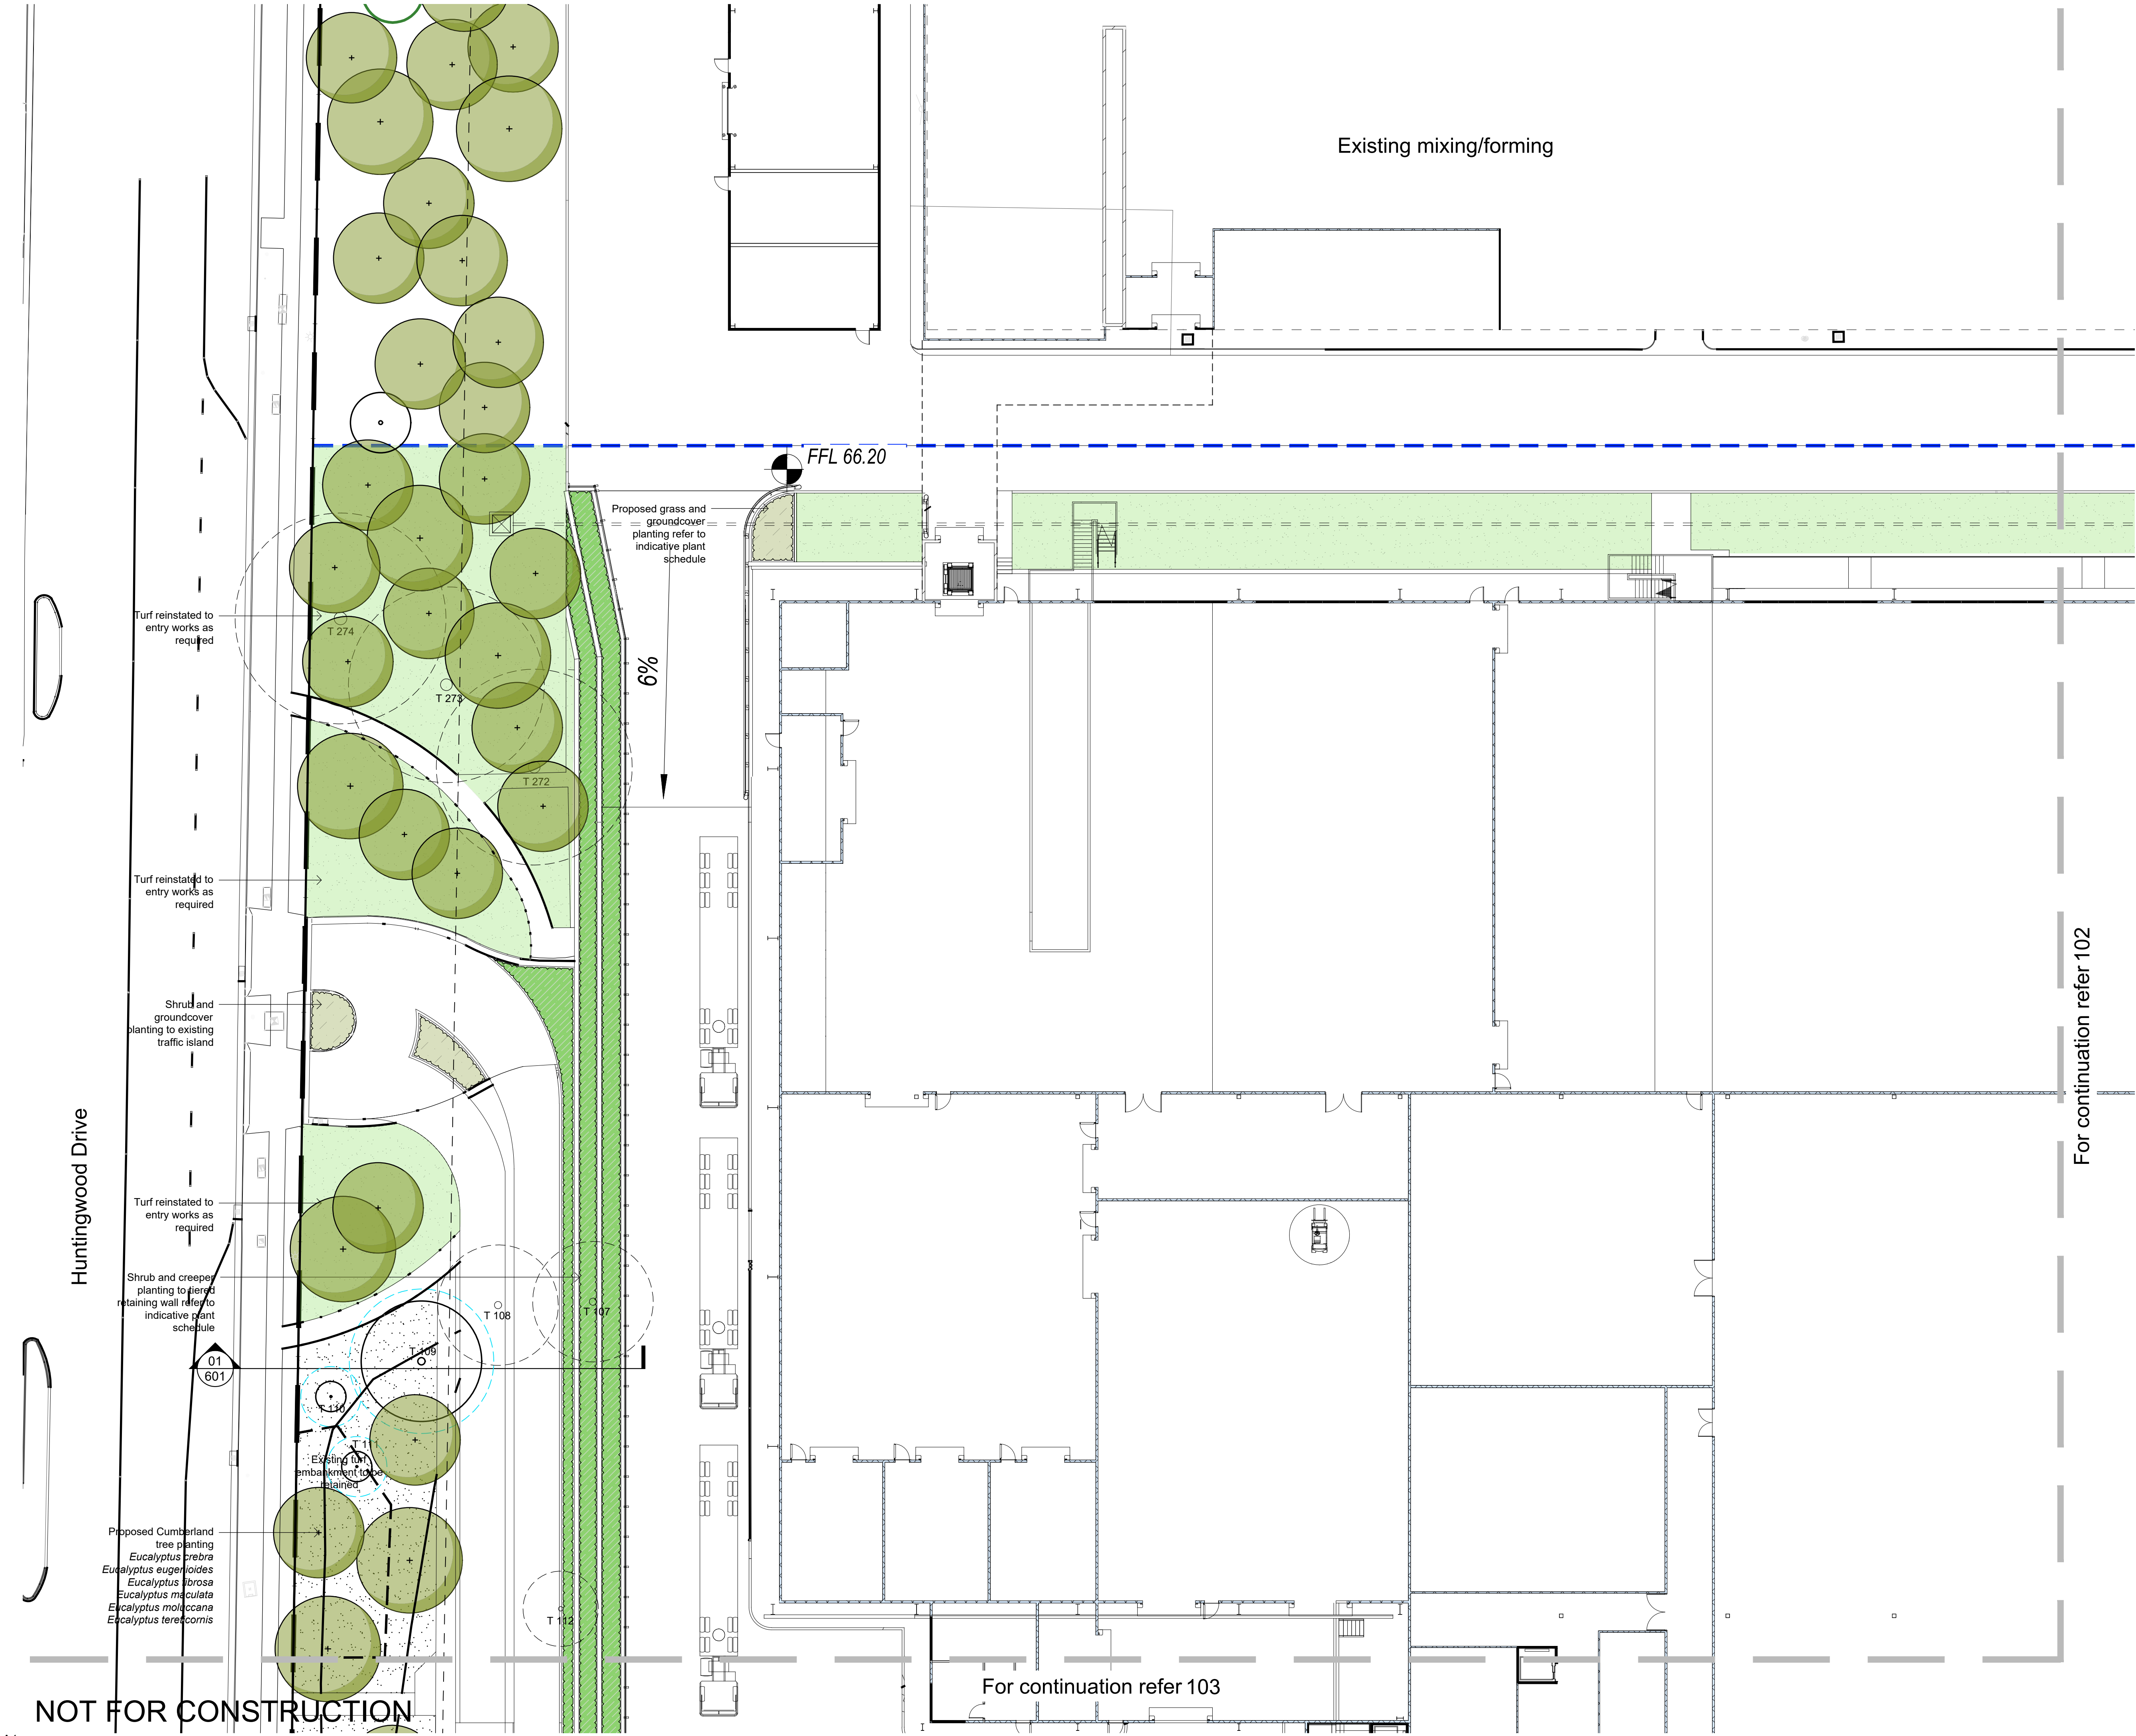 Existing mixing/forming
FFL 66.20
Proposed grass and
groundcover
planting refer to
indicative plant
schedule
Turf reinstated to
entry works as
required
T 274
6%
T 273
T 272
Turf reinstated to
entry works as
required
For continuation refer 102
Shrub and
groundcover
planting to existing
traffic island
Huntingwood Drive
Turf reinstated to
entry works as
required
Shrub and creeper
planting to tiered
retaining wall refer to
indicative plant
schedule
T 108
T 107
T 109
01
601
T 110
T 111
Existing turf
embankment to be
retained
Proposed Cumberland
tree planting
Eucalyptus crebra
Eucalyptus eugenioides
Eucalyptus fibrosa
Eucalyptus maculata
Eucalyptus moluccana
Eucalyptus tereticornis
T 112
For continuation refer 103
NOT FOR CONSTRUCTION